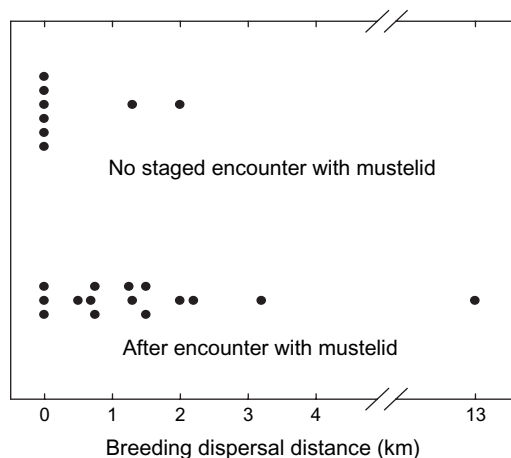 No staged encounter with mustelid
After encounter with mustelid
0 1 2 3 4 13
Breeding dispersal distance (km)